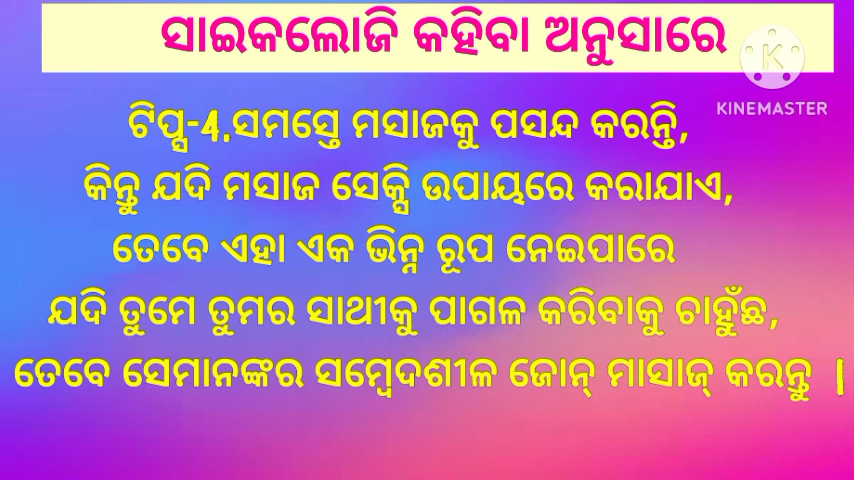 ସାଇକଲୋଜି କହିବା ଅନୁସାରେ
K
KINEMASTER
ଟିପ୍ସ-4.ସମସ୍ତେ ମସାଜକୁ ପସନ୍ଦ କରନ୍ତି,
କିନ୍ତୁ ଯଦି ମସାଜ ସେକ୍ସି ଉପାୟରେ କରାଯାଏ,
ତେବେ ଏହା ଏକ ଭିନ୍ନ ରୂପ ନେଇପାରେ
ଯଦି ତୁମେ ତୁମର ସାଥୀକୁ ପାଗଳ କରିବାକୁ ଚାହୁଁଛ,
ତେବେ ସେମାନଙ୍କର ସମ୍ବେଦଶୀଳ ଜୋନ୍ ମାସାଜ୍ କରନ୍ତୁ |